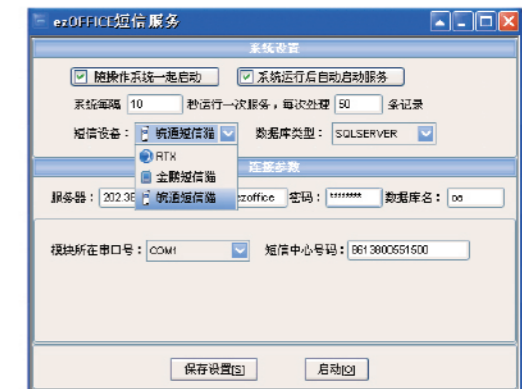 ezOFFICE短信服务
系统设置
随操作系统一起启动 系统运行后自动启动服务
系统每隔 10 秒运行一次服务，每次处理 50 条记录
短信设备： 皖通短信猫 数据库类型： SQLSERVER
RTX
连接参数
金鹏短信猫
服务器： 202.38 皖通短信猫 ezoffice 密码： ******** 数据库名： oa
模块所在串口号： COM1 短信中心号码： 8613800551500
保存设置[S] 启动[O]